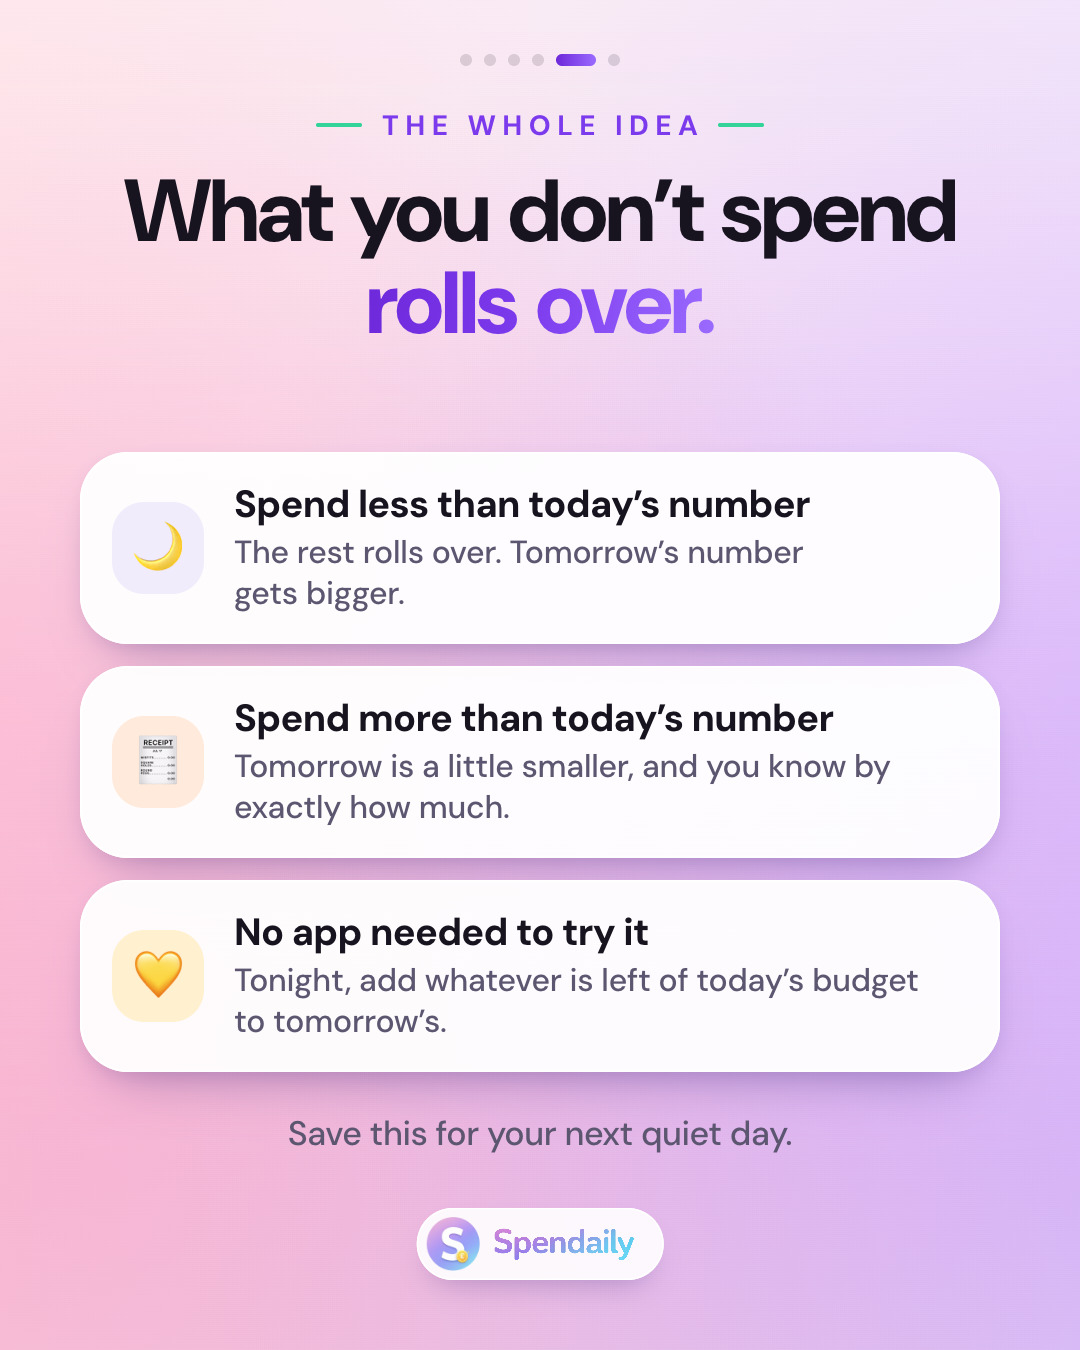 THE WHOLE IDEA
What you don’t spend
rolls over.
Spend less than today’s number
The rest rolls over. Tomorrow’s number
gets bigger.
RECEIPT
Spend more than today’s number
Tomorrow is a little smaller, and you know by
exactly how much.
No app needed to try it
Tonight, add whatever is left of today’s budget
to tomorrow’s.
Save this for your next quiet day.
S Spendaily